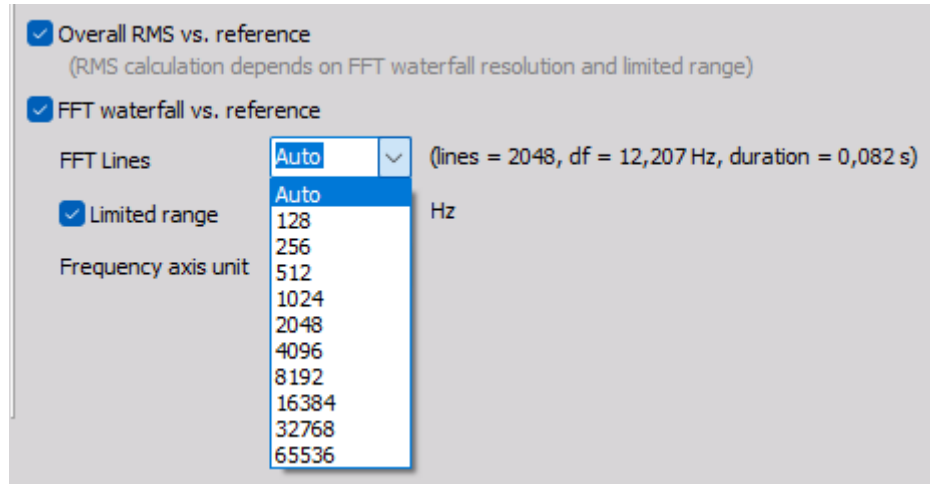 Overall RMS vs. reference
(RMS calculation depends on FFT waterfall resolution and limited range)
FFT waterfall vs. reference
FFT Lines Auto (lines = 2048, df = 12,207 Hz, duration = 0,082 s)
Auto
Limited range 128 Hz
256
Frequency axis unit 512
1024
2048
4096
8192
16384
32768
65536